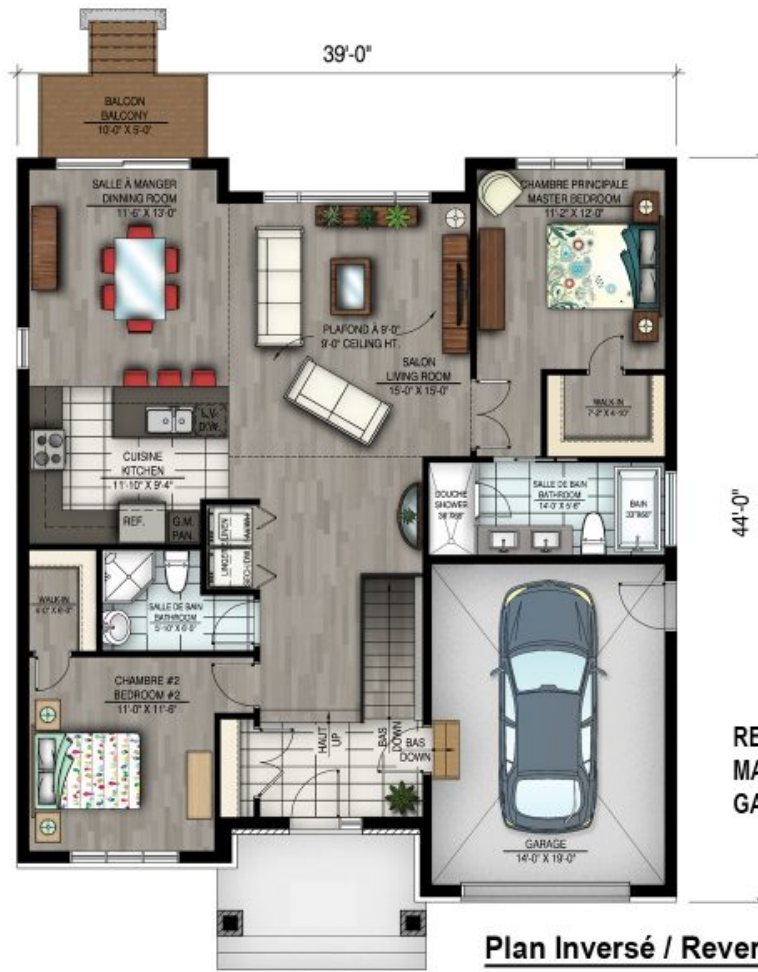 39'-0"
BALCON
BALCONY
10'-0" X 5'-0"
SALLE À MANGER
DINNING ROOM
11'-6" X 13'-0"
CHAMBRE PRINCIPALE
MASTER BEDROOM
11'-2" X 12'-0"
PLAFOND À 9'-0"
9'-0" CEILING HT.
SALON
LIVING ROOM
15'-0" X 15'-0"
WALK-IN
7'-2" X 4'-10"
L.V.
D.W.
CUISINE
KITCHEN
11'-10" X 9'-4"
REF.
G.M.
PAN.
DOUCHE
SHOWER
SALLE DE BAIN
BATHROOM
14'-0" X 5'-6"
BAIN
44'-0"
LINGERIE
LINEN
WALK-IN
SALLE DE BAIN
BATHROOM
CHAMBRE #2
BEDROOM #2
11'-0" X 11'-6"
HAUT
UP
BAS
DOWN
BAS
DOWN
GARAGE
14'-0" X 19'-0"
RE
MA
GA
Plan Inversé / Rever